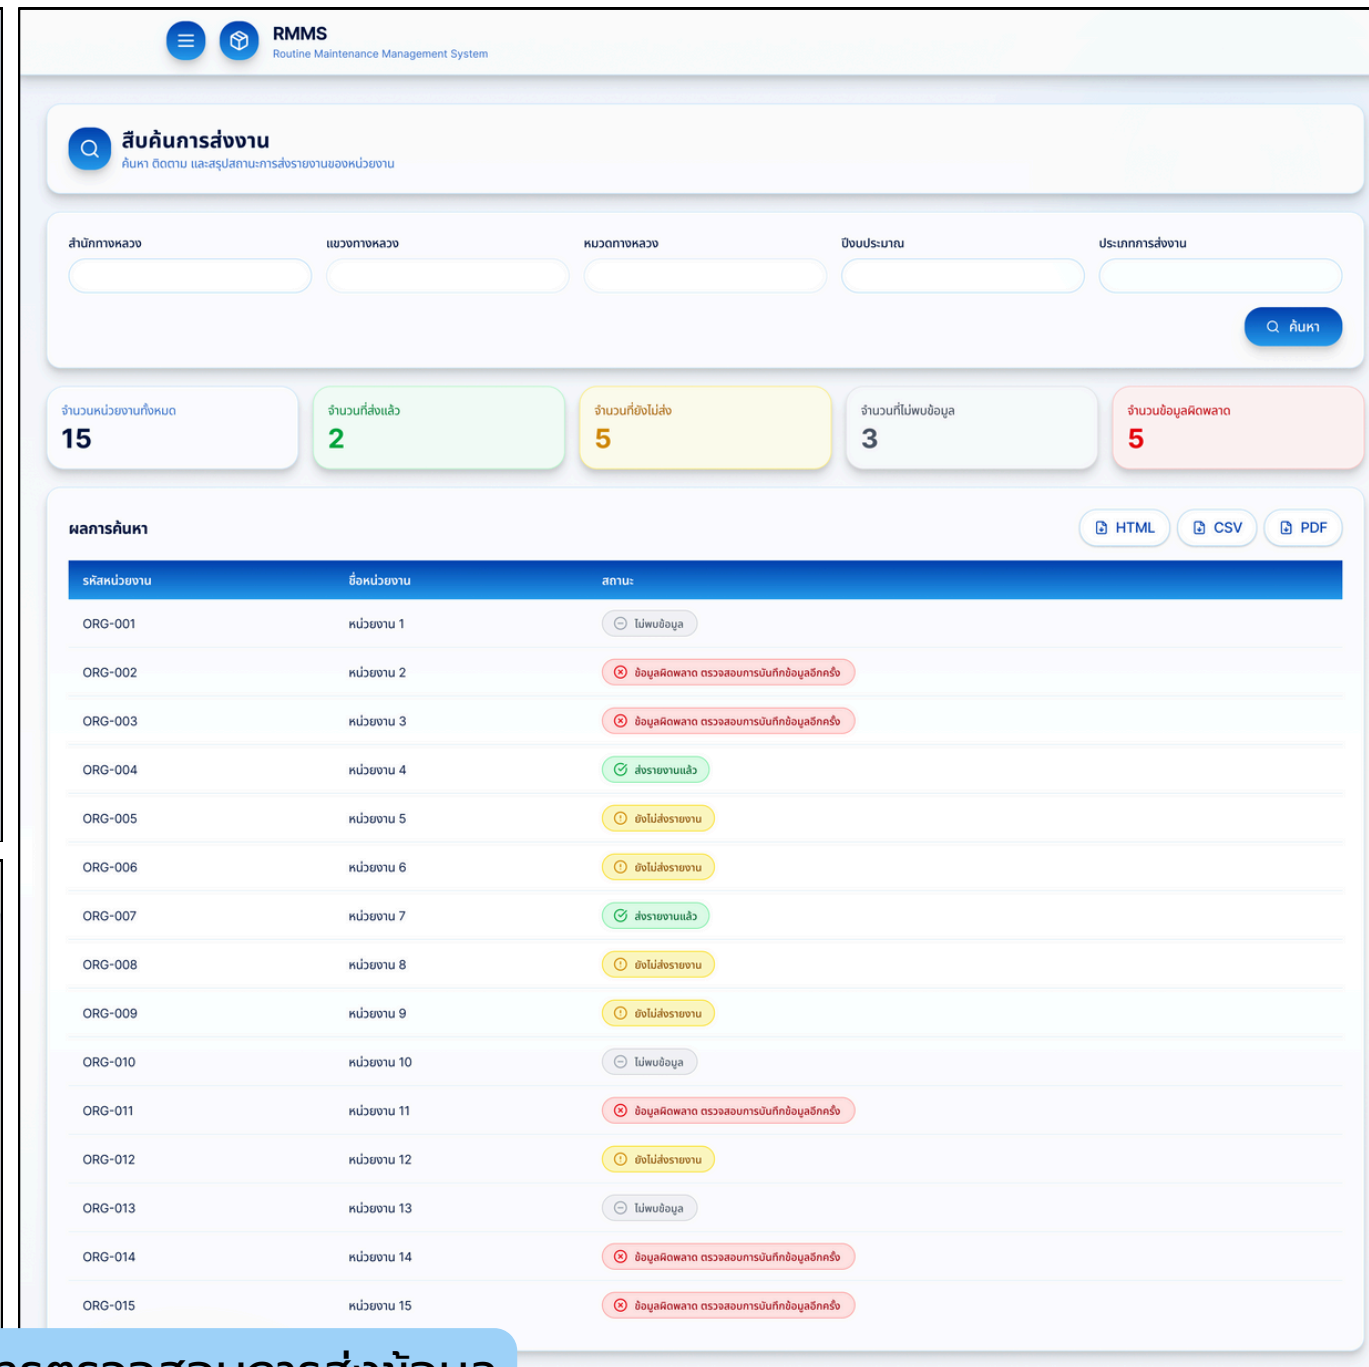 RMMS
Routine Maintenance Management System
สืบค้นการส่งงาน
ค้นหา ติดตาม และสรุปสถานะการส่งรายงานของหน่วยงาน
สำนักทางหลวง แขวงทางหลวง หมวดทางหลวง ปีงบประมาณ ประเภทการส่งงาน
ค้นหา
จำนวนหน่วยงานทั้งหมด จำนวนที่ส่งแล้ว จำนวนที่ยังไม่ส่ง จำนวนที่ไม่พบข้อมูล จำนวนข้อมูลผิดพลาด
15 2 5 3 5
ผลการค้นหา HTML CSV PDF
รหัสหน่วยงาน ชื่อหน่วยงาน สถานะ
ORG-001 หน่วยงาน 1 ไม่พบข้อมูล
ORG-002 หน่วยงาน 2 ข้อมูลผิดพลาด ตรวจสอบการบันทึกข้อมูลอีกครั้ง
ORG-003 หน่วยงาน 3 ข้อมูลผิดพลาด ตรวจสอบการบันทึกข้อมูลอีกครั้ง
ORG-004 หน่วยงาน 4 ส่งรายงานแล้ว
ORG-005 หน่วยงาน 5 ยังไม่ส่งรายงาน
ORG-006 หน่วยงาน 6 ยังไม่ส่งรายงาน
ORG-007 หน่วยงาน 7 ส่งรายงานแล้ว
ORG-008 หน่วยงาน 8 ยังไม่ส่งรายงาน
ORG-009 หน่วยงาน 9 ยังไม่ส่งรายงาน
ORG-010 หน่วยงาน 10 ไม่พบข้อมูล
ORG-011 หน่วยงาน 11 ข้อมูลผิดพลาด ตรวจสอบการบันทึกข้อมูลอีกครั้ง
ORG-012 หน่วยงาน 12 ยังไม่ส่งรายงาน
ORG-013 หน่วยงาน 13 ไม่พบข้อมูล
ORG-014 หน่วยงาน 14 ข้อมูลผิดพลาด ตรวจสอบการบันทึกข้อมูลอีกครั้ง
ORG-015 หน่วยงาน 15 ข้อมูลผิดพลาด ตรวจสอบการบันทึกข้อมูลอีกครั้ง